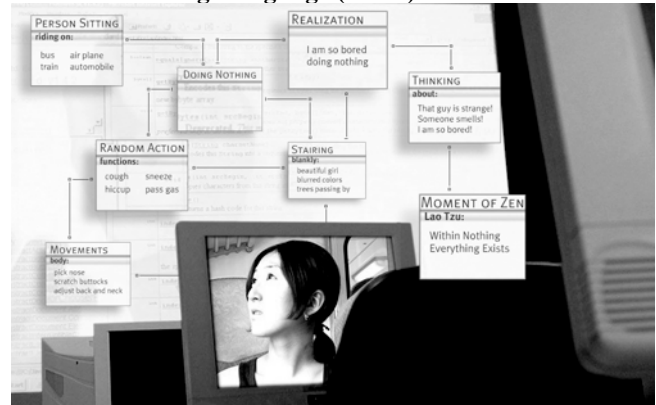 PERSON SITTING
riding on:
bus air plane
train automobile
DOING NOTHING
REALIZATION
I am so bored
doing nothing
THINKING
about:
That guy is strange!
Someone smells!
I am so bored!
RANDOM ACTION
functions:
cough sneeze
hiccup pass gas
STAIRING
blankly:
beautiful girl
blurred colors
trees passing by
MOMENT OF ZEN
Lao Tzu:
Within Nothing
Everything Exists
MOVEMENTS
body:
pick nose
scratch buttocks
adjust back and neck